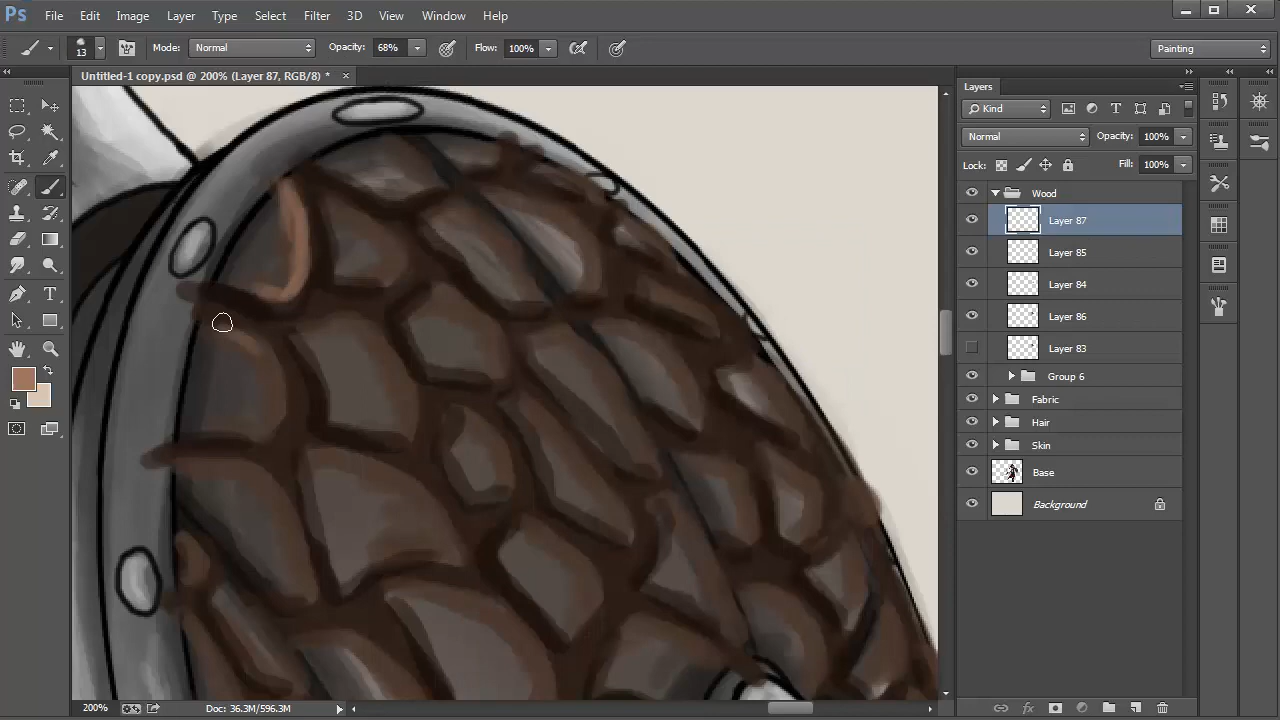 Ps File Edit Image Layer Type Select Filter 3D View Window Help
13 Mode: Normal Opacity: 68% Flow: 100% Painting
Untitled-1 copy.psd @ 200% (Layer 87, RGB/8) *
Layers
Kind
Normal Opacity: 100%
Lock: Fill: 100%
Wood
Layer 87
Layer 85
Layer 84
Layer 86
Layer 83
Group 6
Fabric
Hair
Skin
Base
Background
200% Doc: 36.3M/596.3M